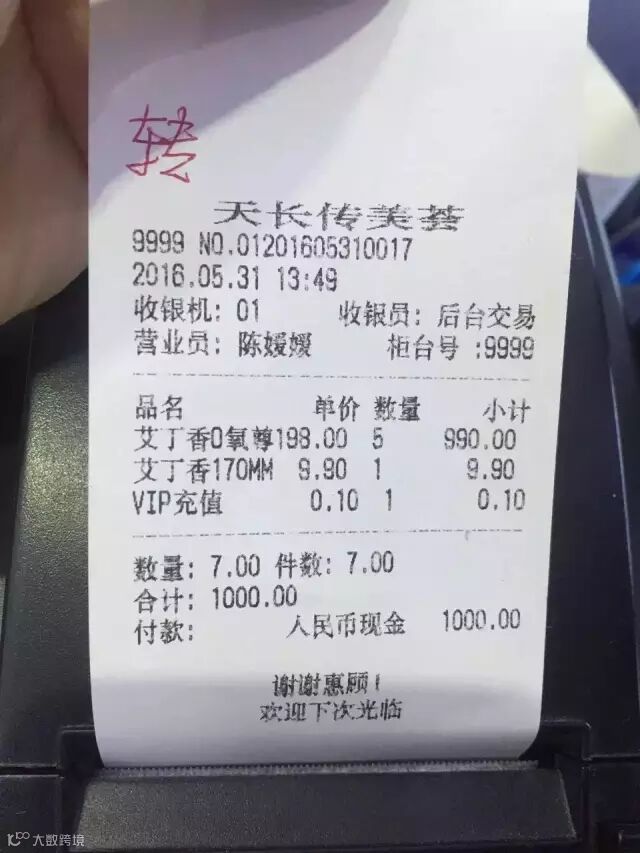 转
天长传美荟
9999 NO.01201605310017
2016.05.31 13:49
收银机: 01 收银员: 后台交易
营业员: 陈媛媛 柜台号 :9999
品名 单价 数量 小计
艾丁香0氧尊198.00 5 990.00
艾丁香170MM 9.90 1 9.90
VIP充值 0.10 1 0.10
数量: 7.00 件数: 7.00
合计: 1000.00
付款: 人民币现金 1000.00
谢谢惠顾!
欢迎下次光临
大数跨境